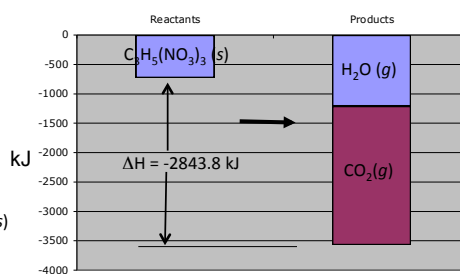 Reactants Products
0
-500
-1000
-1500
-2000
-2500
-3000
-3500
-4000
kJ
s)
C₃H₅(NO₃)₃ (s)
H₂O (g)
ΔH = -2843.8 kJ
CO₂(g)